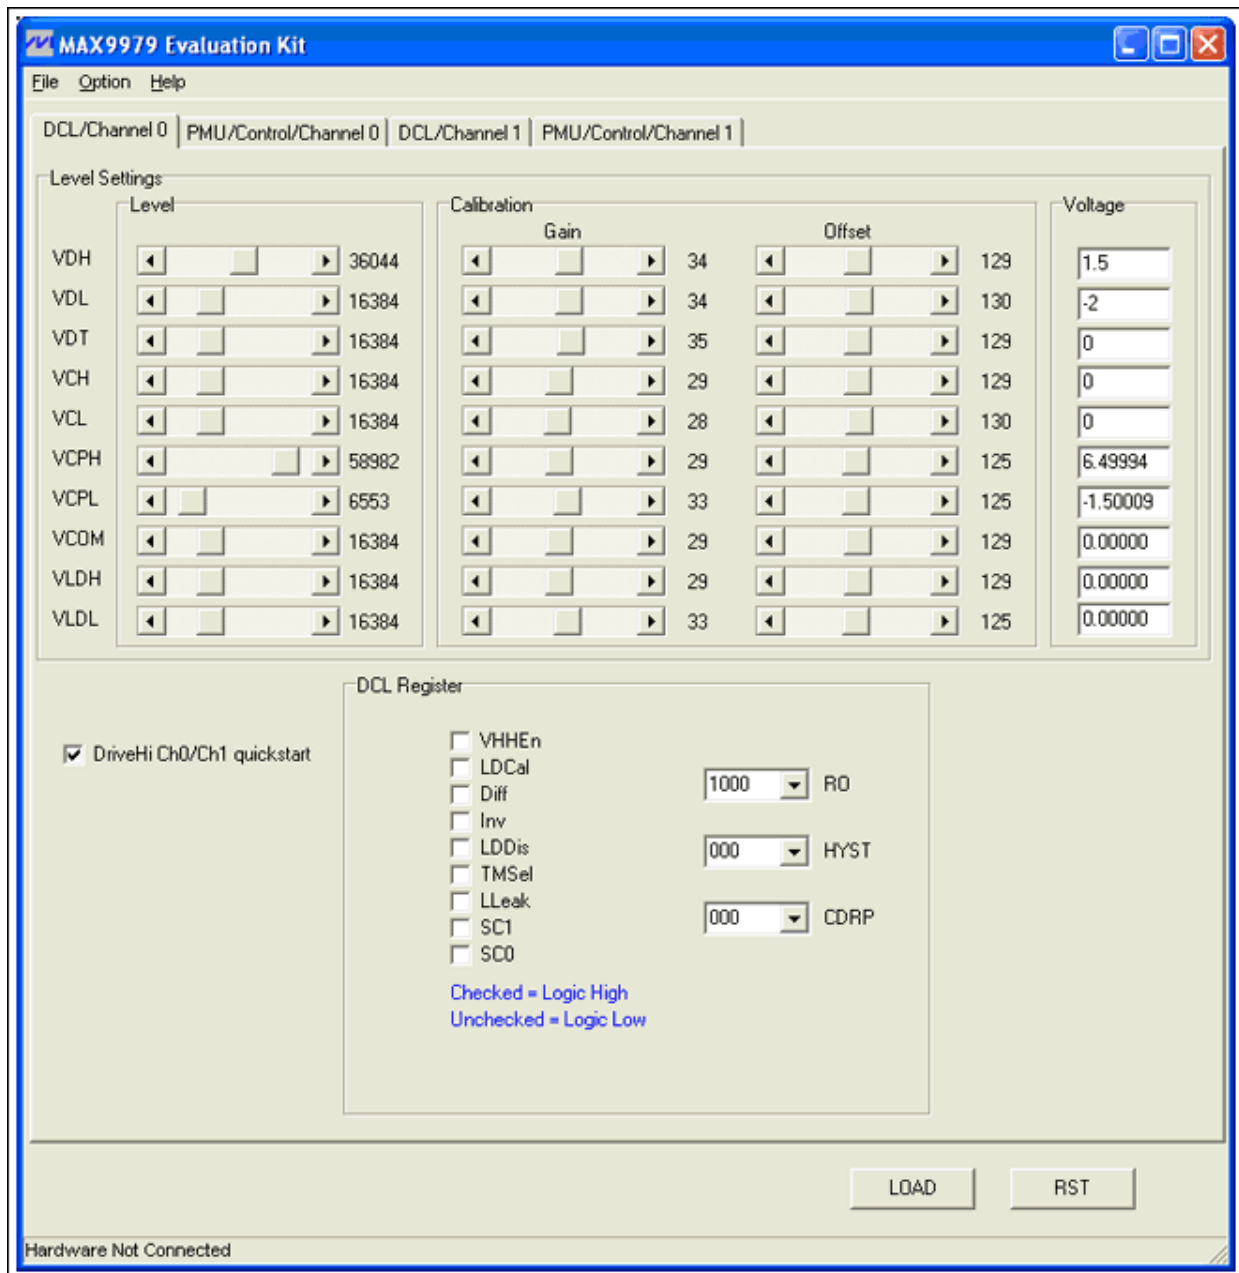 MAX9979 Evaluation Kit
File Option Help
DCL/Channel 0 PMU/Control/Channel 0 DCL/Channel 1 PMU/Control/Channel 1
Level Settings
Level Calibration Voltage
Gain Offset
VDH 36044 34 129 1.5
VDL 16384 34 130 -2
VDT 16384 35 129 0
VCH 16384 29 129 0
VCL 16384 28 130 0
VCPH 58982 29 125 6.49994
VCPL 6553 33 125 -1.50009
VCOM 16384 29 129 0.00000
VLDH 16384 29 129 0.00000
VLDL 16384 33 125 0.00000
DCL Register
VHHEn
DriveHi Ch0/Ch1 quickstart
LDCal
1000 RO
Diff
Inv
LDDis
000 HYST
TMSel
LLeak
000 CDRP
SC1
SC0
Checked = Logic High
Unchecked = Logic Low
LOAD RST
Hardware Not Connected